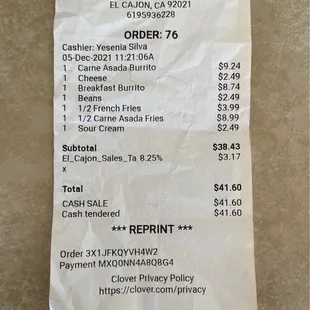 EL CAJON, CA 92021
6195936228
ORDER: 76
Cashier: Yesenia Silva
05-Dec-2021 11:21:06A
1 Carne Asada Burrito $9.24
1 Cheese $2.49
1 Breakfast Burrito $8.74
1 Beans $2.49
1 1/2 French Fries $3.99
1 1/2 Carne Asada Fries $8.99
1 Sour Cream $2.49
Subtotal $38.43
El_Cajon_Sales_Ta 8.25% $3.17
x
Total $41.60
CASH SALE $41.60
Cash tendered $41.60
*** REPRINT ***
Order 3X1JFKQYVH4W2
Payment MXQ0NN4A8Q8G4
Clover Privacy Policy
https://clover.com/privacy